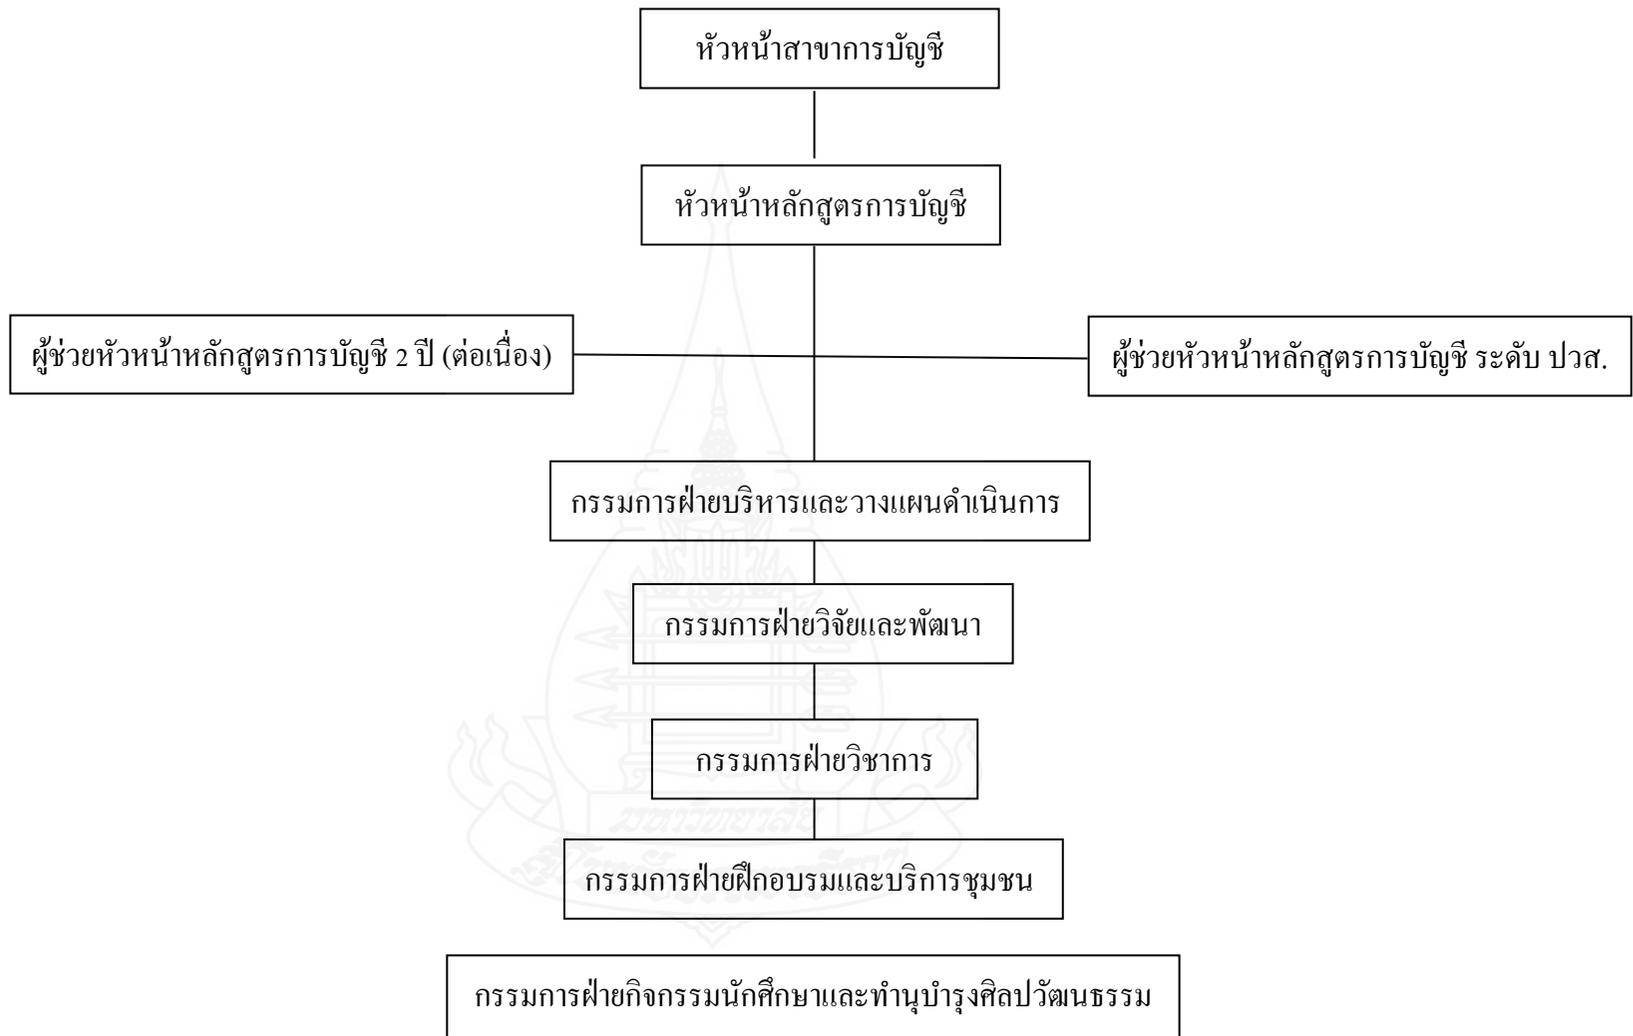 หัวหน้าสาขาการบัญชี
หัวหน้าหลักสูตรการบัญชี
ผู้ช่วยหัวหน้าหลักสูตรการบัญชี 2 ปี (ต่อเนื่อง)
ผู้ช่วยหัวหน้าหลักสูตรการบัญชี ระดับ ปวส.
กรรมการฝ่ายบริหารและวางแผนดำเนินการ
กรรมการฝ่ายวิจัยและพัฒนา
กรรมการฝ่ายวิชาการ
มหาวิทยาลัย
กรรมการฝ่ายฝึกอบรมและบริการชุมชน
กรรมการฝ่ายกิจกรรมนักศึกษาและทำนุบำรุงศิลปวัฒนธรรม